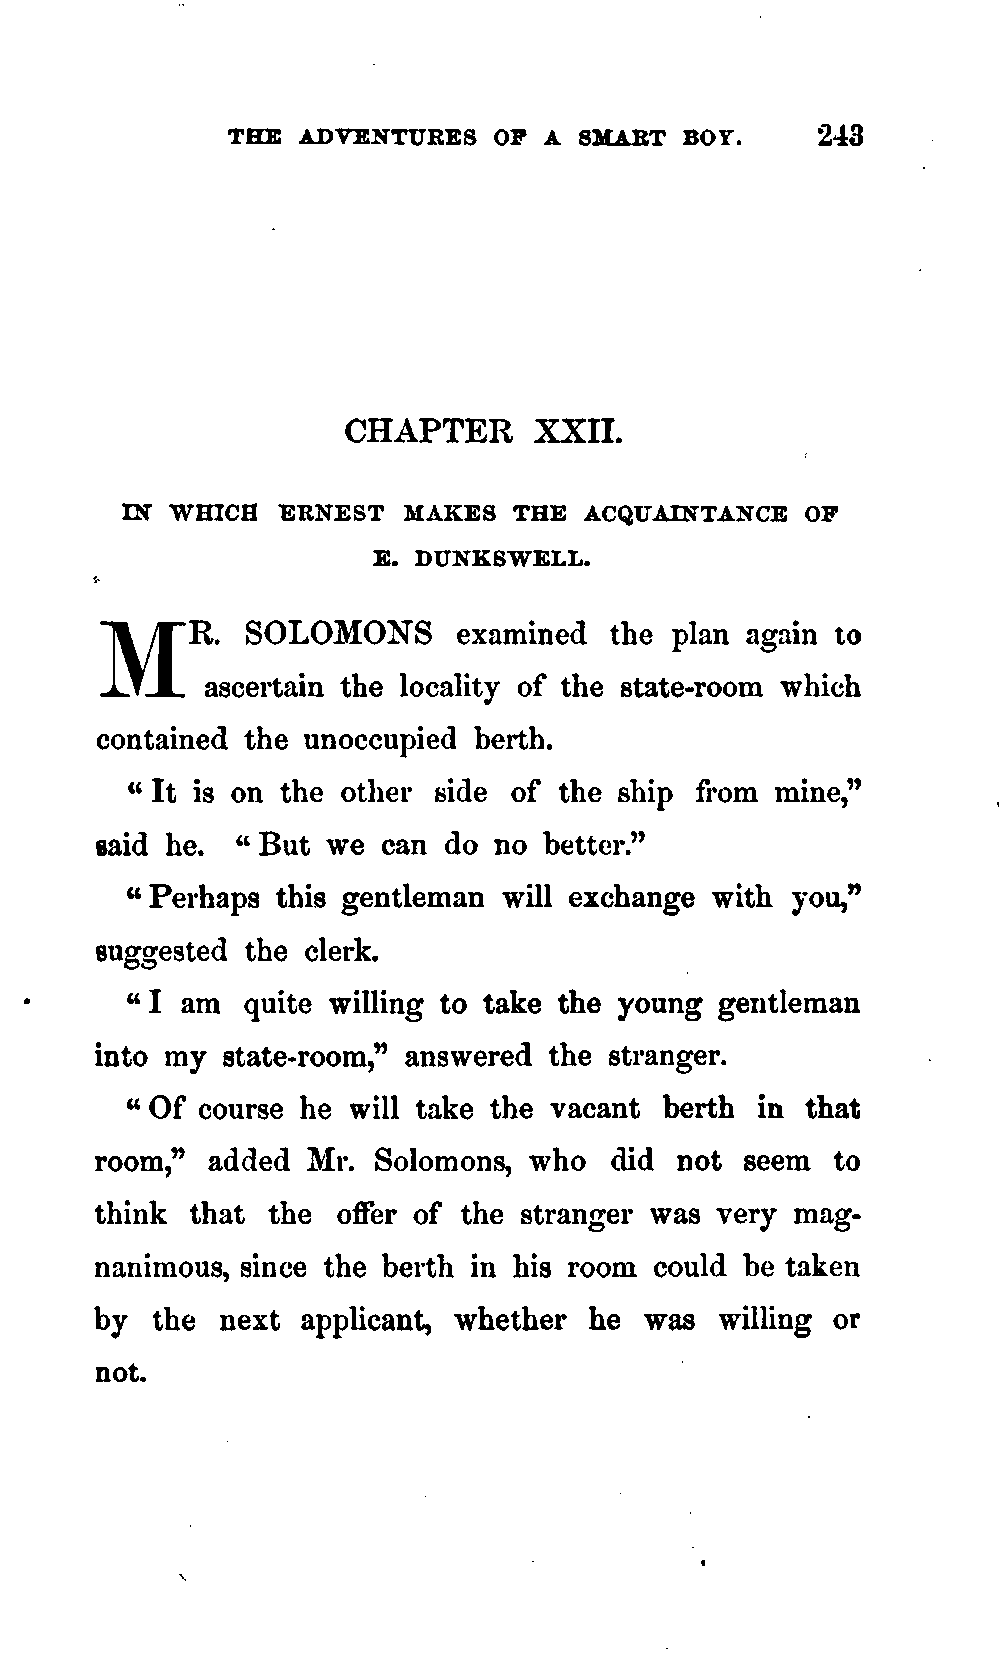 THE ADVENTURES OF A SMART BOY. 243
CHAPTER XXII.
IN WHICH ERNEST MAKES THE ACQUAINTANCE OF
E. DUNKSWELL.
MR. SOLOMONS examined the plan again to
ascertain the locality of the state-room which
contained the unoccupied berth.
“It is on the other side of the ship from mine,”
said he. “But we can do no better.”
“Perhaps this gentleman will exchange with you,”
suggested the clerk.
“I am quite willing to take the young gentleman
into my state-room,” answered the stranger.
“Of course he will take the vacant berth in that
room,” added Mr. Solomons, who did not seem to
think that the offer of the stranger was very mag-
nanimous, since the berth in his room could be taken
by the next applicant, whether he was willing or
not.